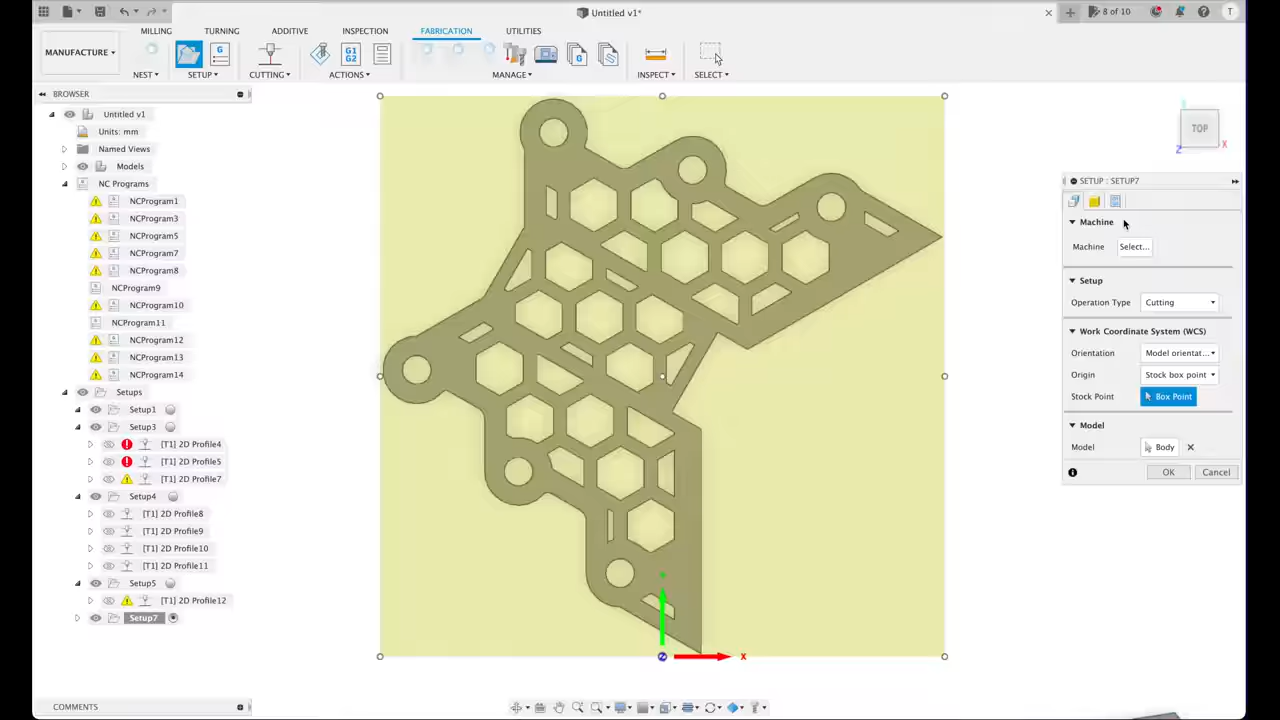 Untitled v1*
8 of 10
T
MANUFACTURE
MILLING
TURNING
ADDITIVE
INSPECTION
FABRICATION
UTILITIES
NEST
SETUP
CUTTING
ACTIONS
MANAGE
INSPECT
SELECT
G
G1
G2
G
BROWSER
Untitled v1
Units: mm
Named Views
Models
NC Programs
NCProgram1
NCProgram3
NCProgram5
NCProgram7
NCProgram8
NCProgram9
NCProgram10
NCProgram11
NCProgram12
NCProgram13
NCProgram14
Setups
Setup1
Setup3
[T1] 2D Profile4
[T1] 2D Profile5
[T1] 2D Profile7
Setup4
[T1] 2D Profile8
[T1] 2D Profile9
[T1] 2D Profile10
[T1] 2D Profile11
Setup5
[T1] 2D Profile12
Setup7
COMMENTS
X
TOP
Z
X
SETUP : SETUP7
Machine
Machine Select...
Setup
Operation Type Cutting
Work Coordinate System (WCS)
Orientation Model orientat...
Origin Stock box point
Stock Point Box Point
Model
Model Body
OK Cancel